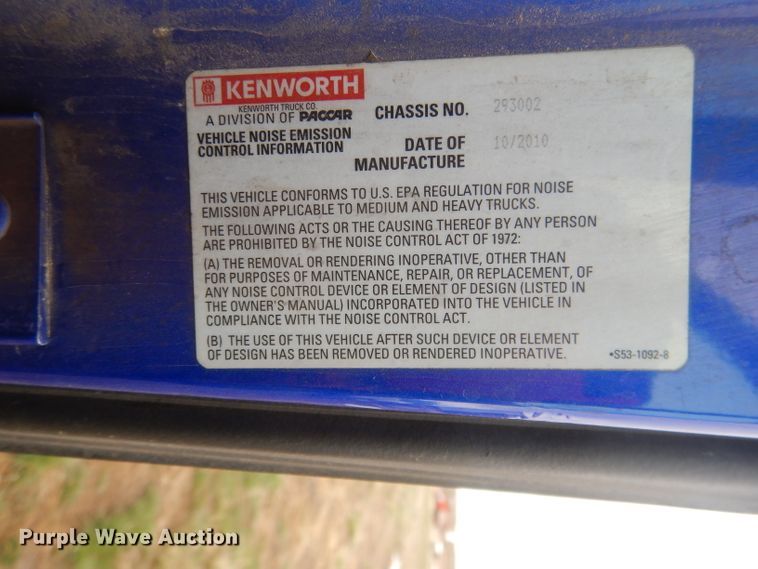 KENWORTH
KENWORTH TRUCK CO.
A DIVISION OF PACCAR
CHASSIS NO. 293002
VEHICLE NOISE EMISSION
CONTROL INFORMATION
DATE OF
MANUFACTURE
10/2010
THIS VEHICLE CONFORMS TO U.S. EPA REGULATION FOR NOISE
EMISSION APPLICABLE TO MEDIUM AND HEAVY TRUCKS.
THE FOLLOWING ACTS OR THE CAUSING THEREOF BY ANY PERSON
ARE PROHIBITED BY THE NOISE CONTROL ACT OF 1972:
(A) THE REMOVAL OR RENDERING INOPERATIVE, OTHER THAN
FOR PURPOSES OF MAINTENANCE, REPAIR, OR REPLACEMENT, OF
ANY NOISE CONTROL DEVICE OR ELEMENT OF DESIGN (LISTED IN
THE OWNER'S MANUAL) INCORPORATED INTO THE VEHICLE IN
COMPLIANCE WITH THE NOISE CONTROL ACT.
(B) THE USE OF THIS VEHICLE AFTER SUCH DEVICE OR ELEMENT
OF DESIGN HAS BEEN REMOVED OR RENDERED INOPERATIVE.
•S53-1092-8
Purple Wave Auction